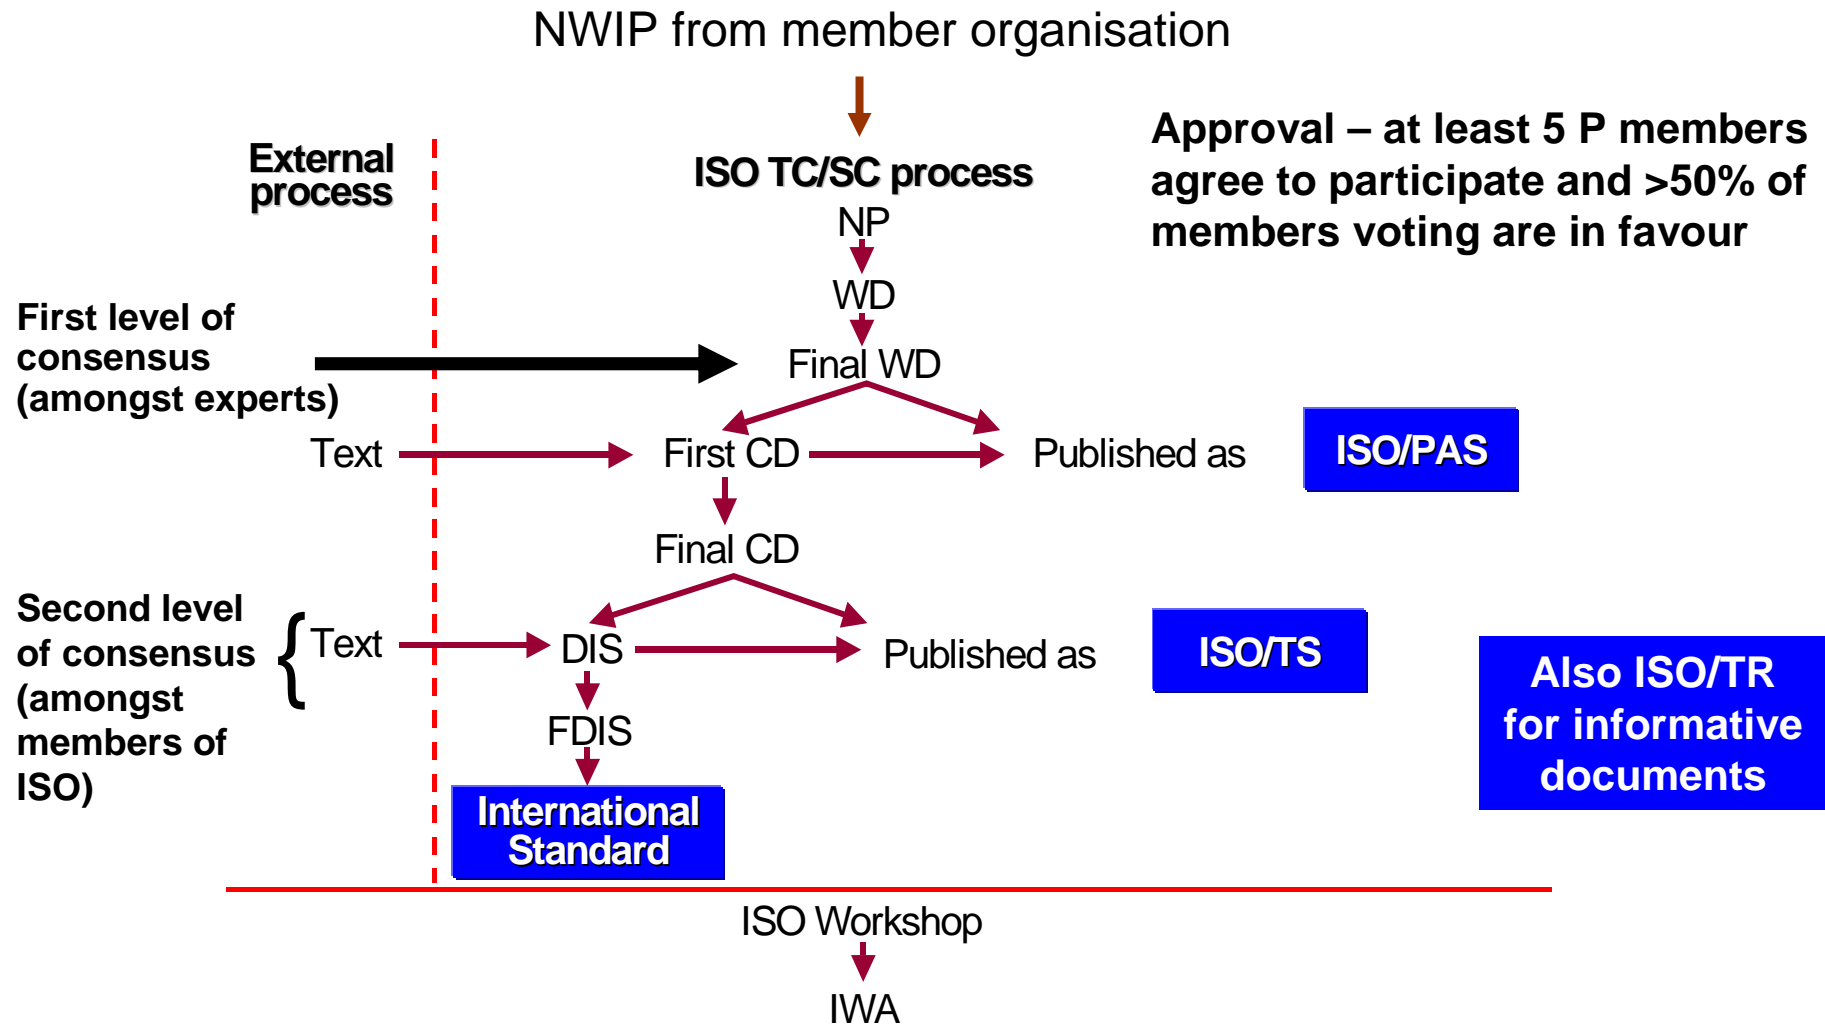 NWIP from member organisation
Approval – at least 5 P members
agree to participate and >50% of
members voting are in favour
External
process
ISO TC/SC process
NP
WD
First level of
consensus
(amongst experts)
Final WD
Text
First CD
Published as
ISO/PAS
Final CD
Second level
of consensus
(amongst
members of
ISO)
{
Text
DIS
Published as
ISO/TS
Also ISO/TR
for informative
documents
FDIS
International
Standard
ISO Workshop
IWA